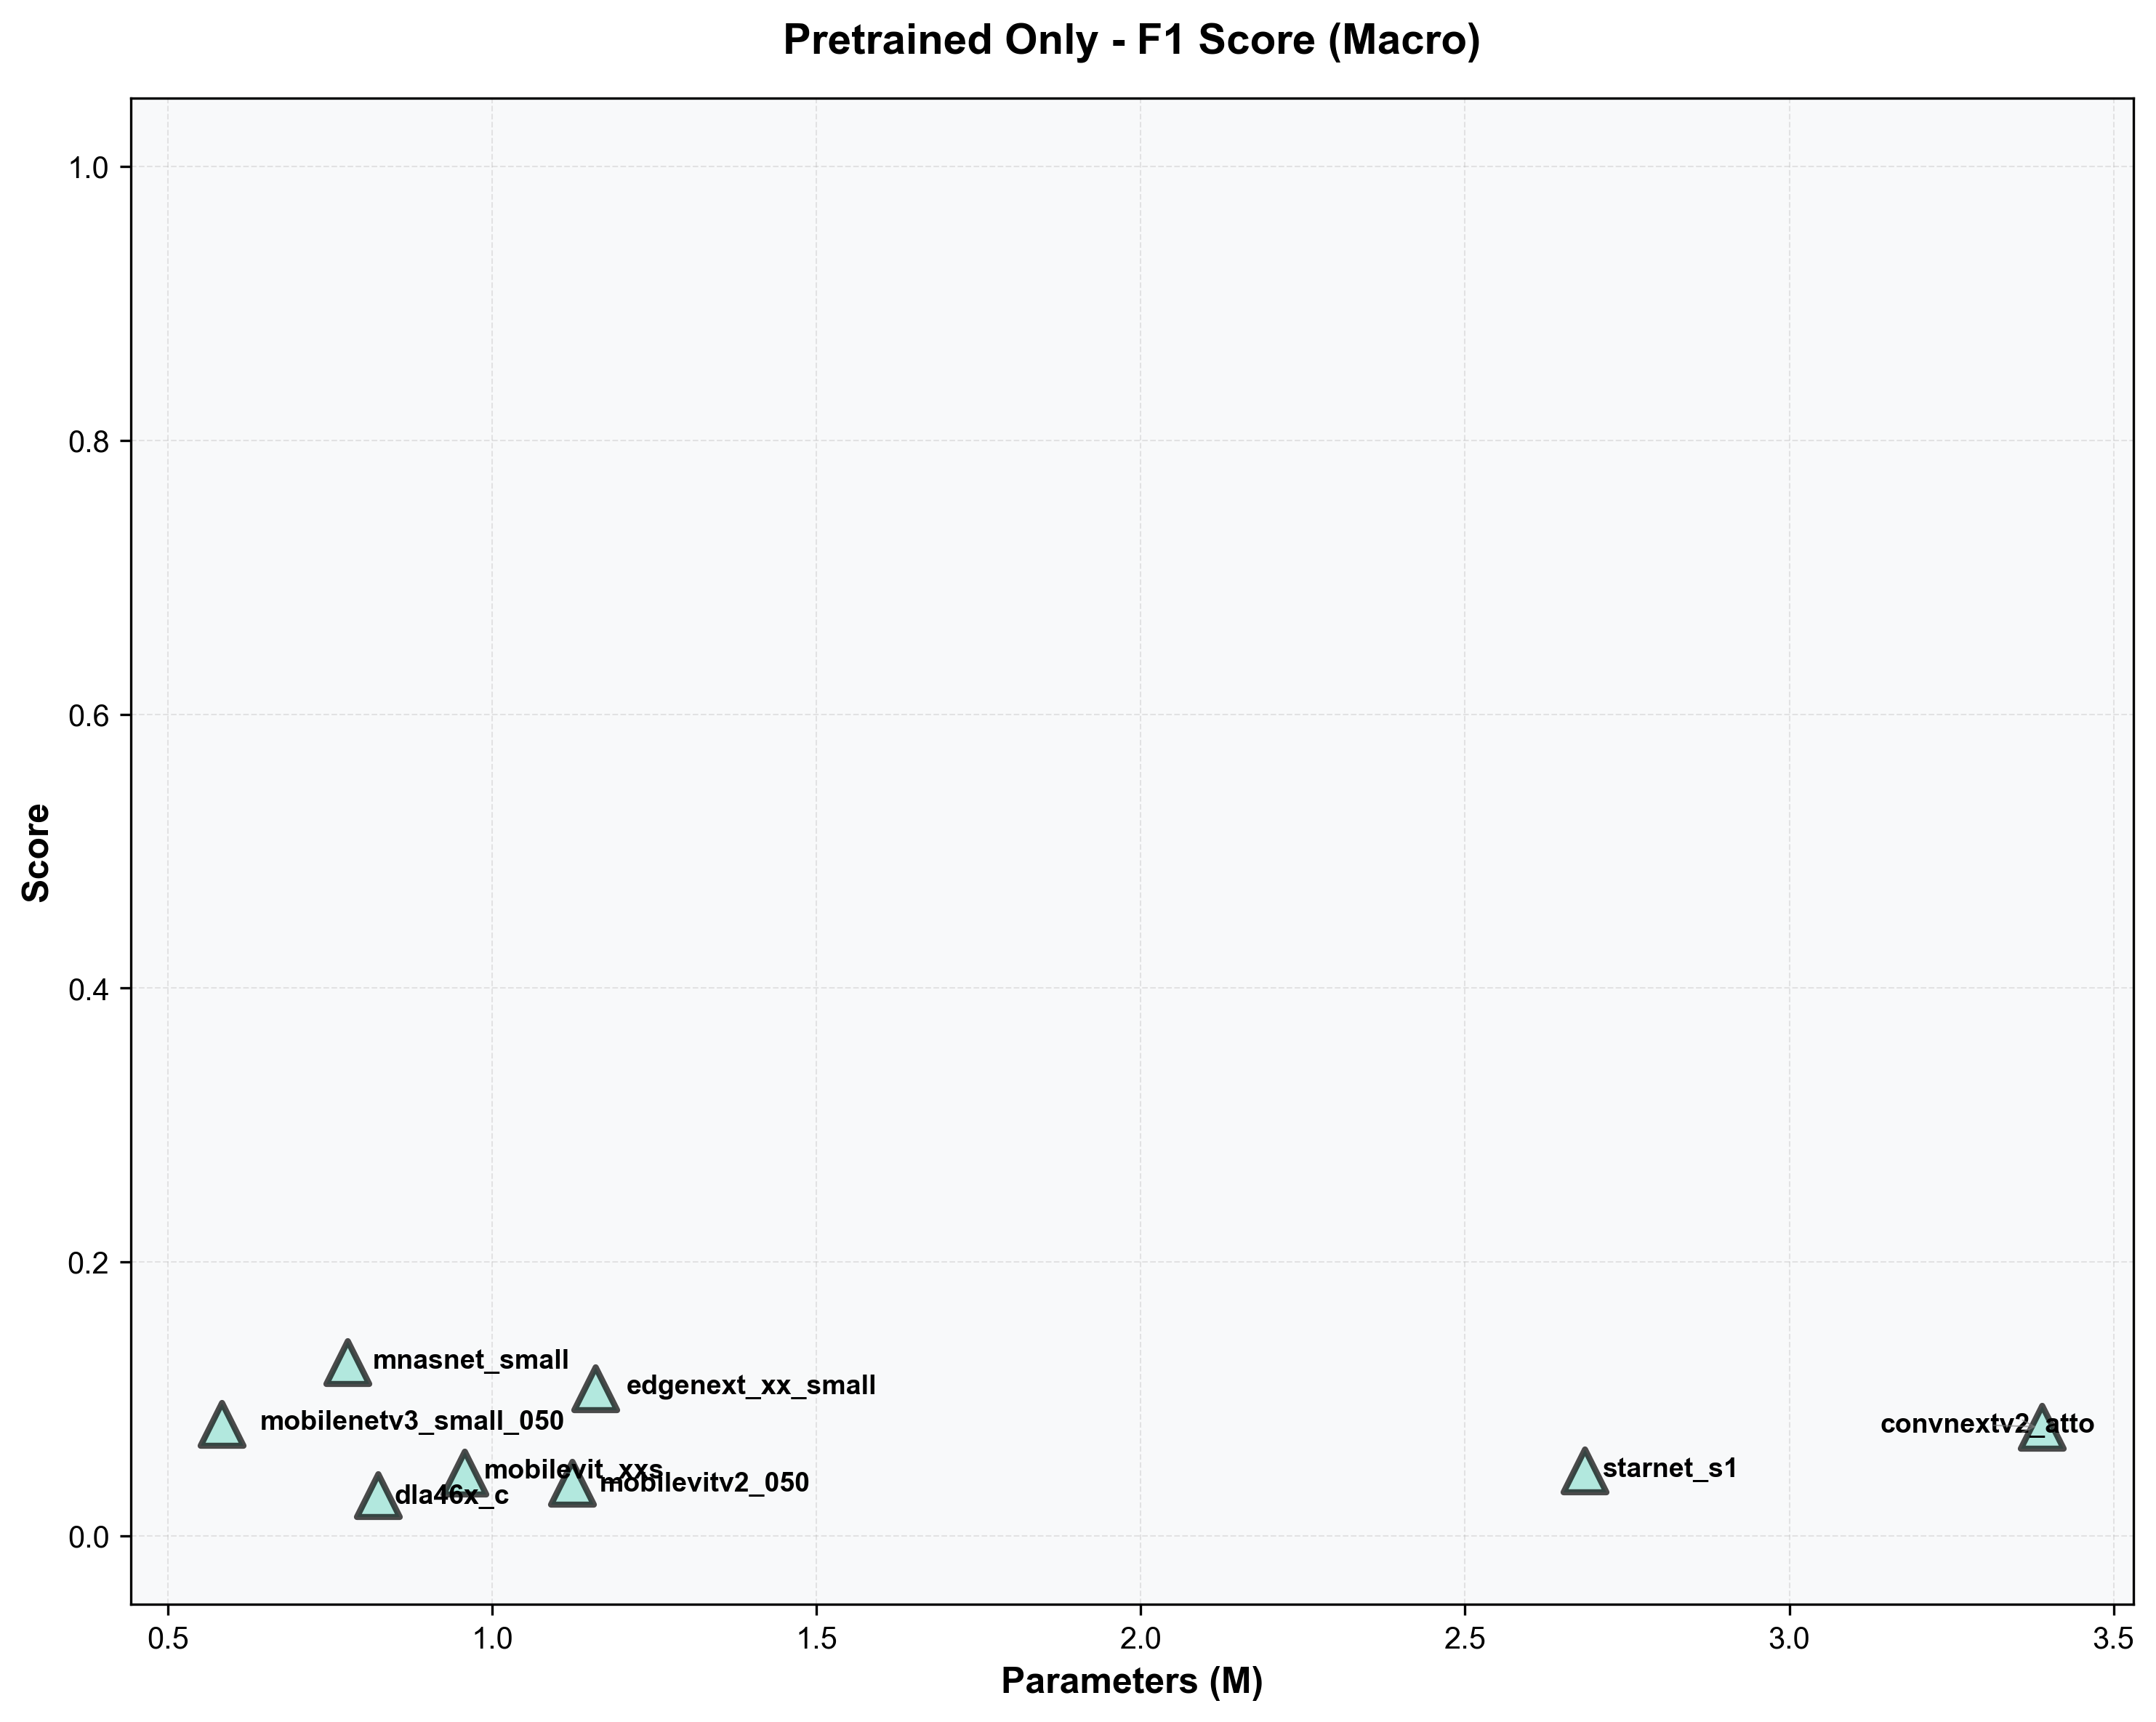 Pretrained Only - F1 Score (Macro)
1.0
0.8
0.6
0.4
0.2
0.0
Score
mnasnet_small
edgenext_xx_small
mobilenetv3_small_050
convnextv2_atto
mobilevit_xxs
starnet_s1
mobilevitv2_050
dla46x_c
0.5
1.0
1.5
2.0
2.5
3.0
3.5
Parameters (M)